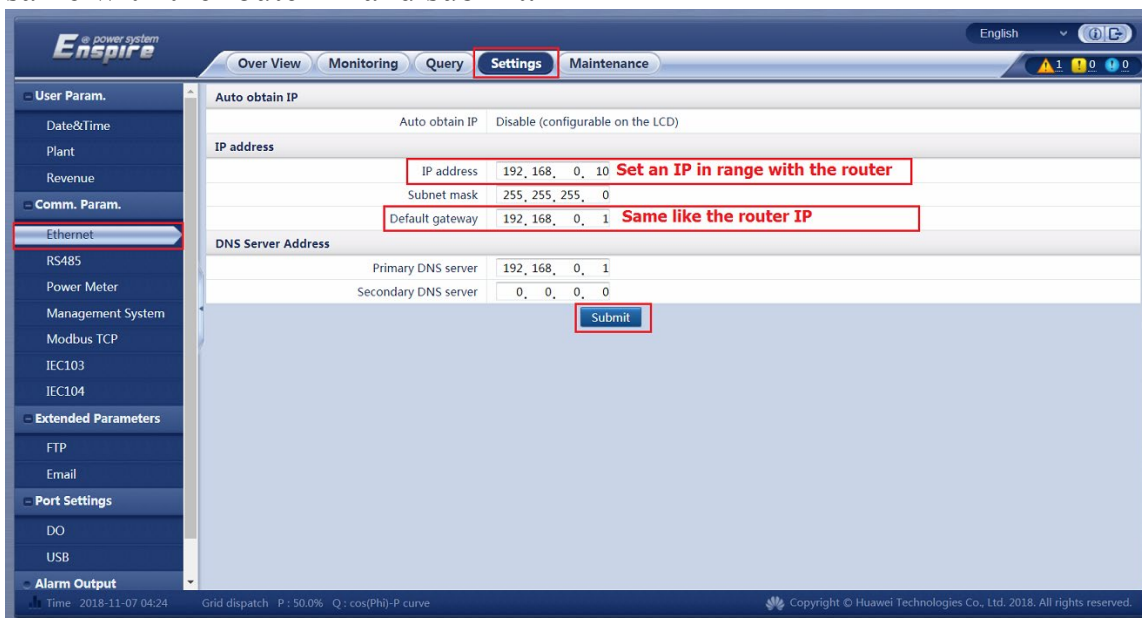 e power system
Enspire
English
Over View
Monitoring
Query
Settings
Maintenance
1
0
0
User Param.
Date&Time
Plant
Revenue
Comm. Param.
Ethernet
RS485
Power Meter
Management System
Modbus TCP
IEC103
IEC104
Extended Parameters
FTP
Email
Port Settings
DO
USB
Alarm Output
Auto obtain IP
Auto obtain IP Disable (configurable on the LCD)
IP address
IP address 192. 168. 0. 10 Set an IP in range with the router
Subnet mask 255. 255. 255. 0
Default gateway 192. 168. 0. 1 Same like the router IP
DNS Server Address
Primary DNS server 192. 168. 0. 1
Secondary DNS server 0. 0. 0. 0
Submit
Time 2018-11-07 04:24
Grid dispatch P : 50.0% Q : cos(Phi)-P curve
Copyright © Huawei Technologies Co., Ltd. 2018. All rights reserved.